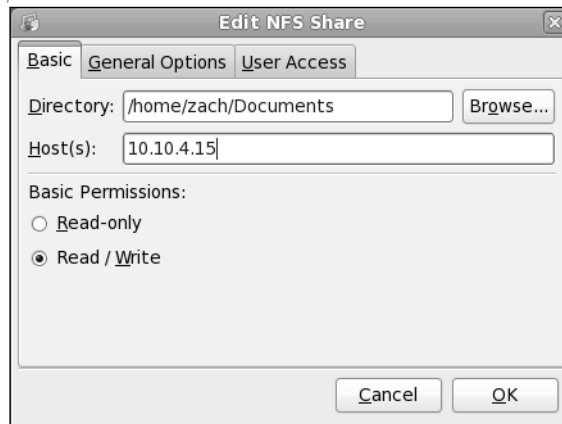 Edit NFS Share
Basic General Options User Access
Directory: /home/zach/Documents Browse...
Host(s): 10.10.4.15
Basic Permissions:
Read-only
Read / Write
Cancel OK